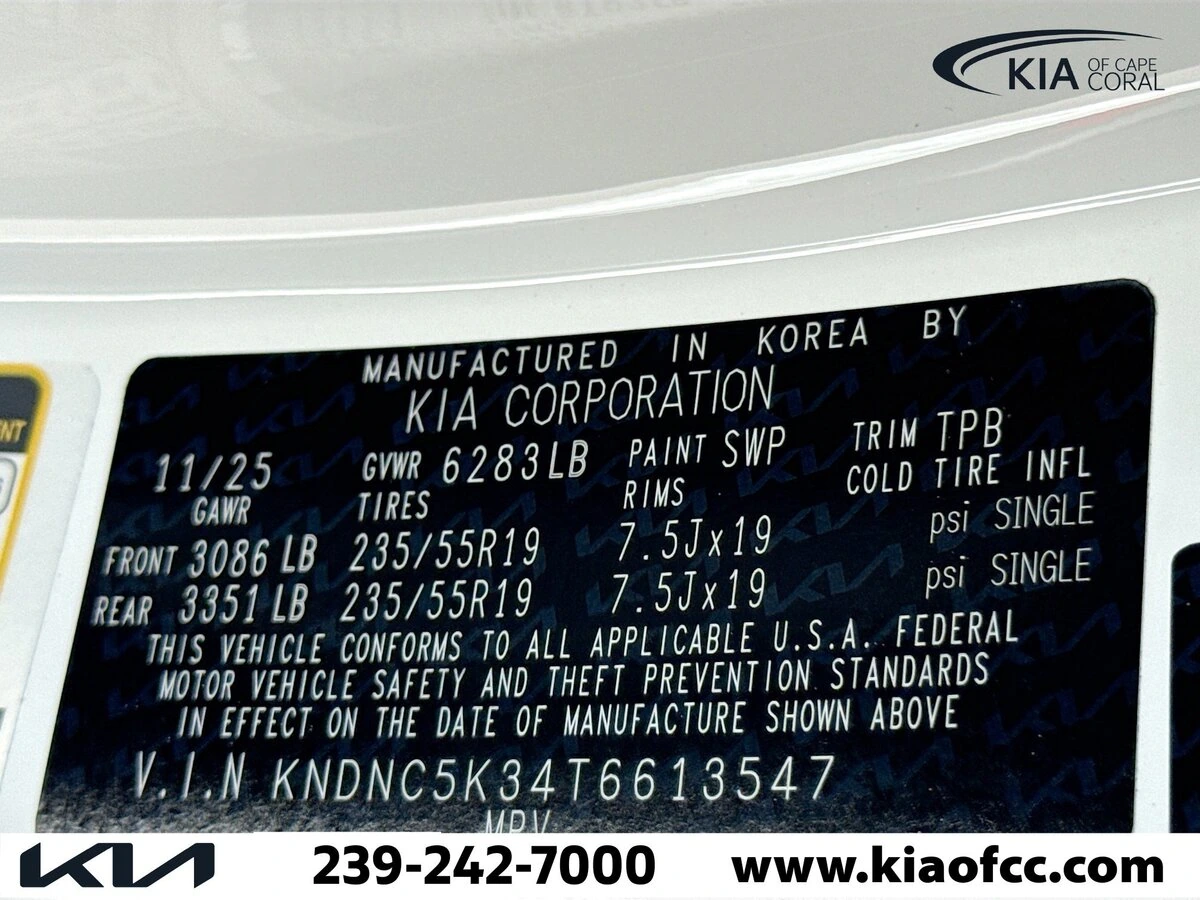 KIA OF CAPE CORAL
ENT
MANUFACTURED IN KOREA BY
KIA CORPORATION
11/25 GVWR 6283LB PAINT SWP TRIM TPB
GAWR TIRES RIMS COLD TIRE INFL
FRONT 3086 LB 235/55R19 7.5Jx19 psi SINGLE
REAR 3351 LB 235/55R19 7.5Jx19 psi SINGLE
THIS VEHICLE CONFORMS TO ALL APPLICABLE U.S.A. FEDERAL
MOTOR VEHICLE SAFETY AND THEFT PREVENTION STANDARDS
IN EFFECT ON THE DATE OF MANUFACTURE SHOWN ABOVE
V.I.N KNDNC5K34T6613547
MPV
KIA 239-242-7000 www.kiaofcc.com